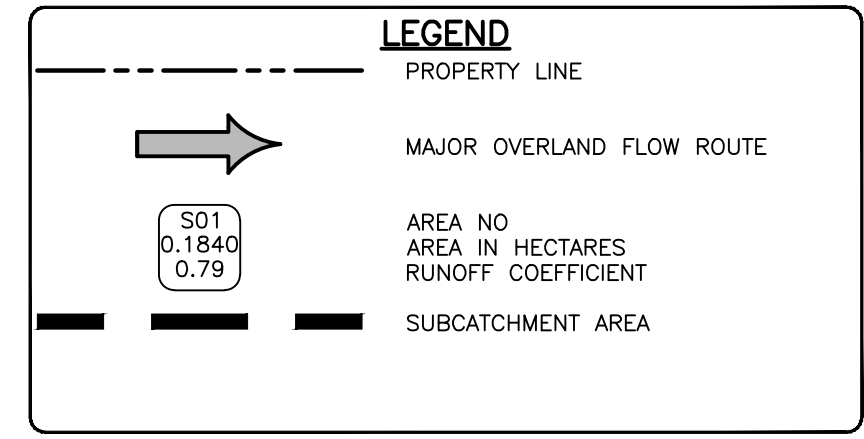 LEGEND
PROPERTY LINE
MAJOR OVERLAND FLOW ROUTE
S01
0.1840
0.79
AREA NO
AREA IN HECTARES
RUNOFF COEFFICIENT
SUBCATCHMENT AREA